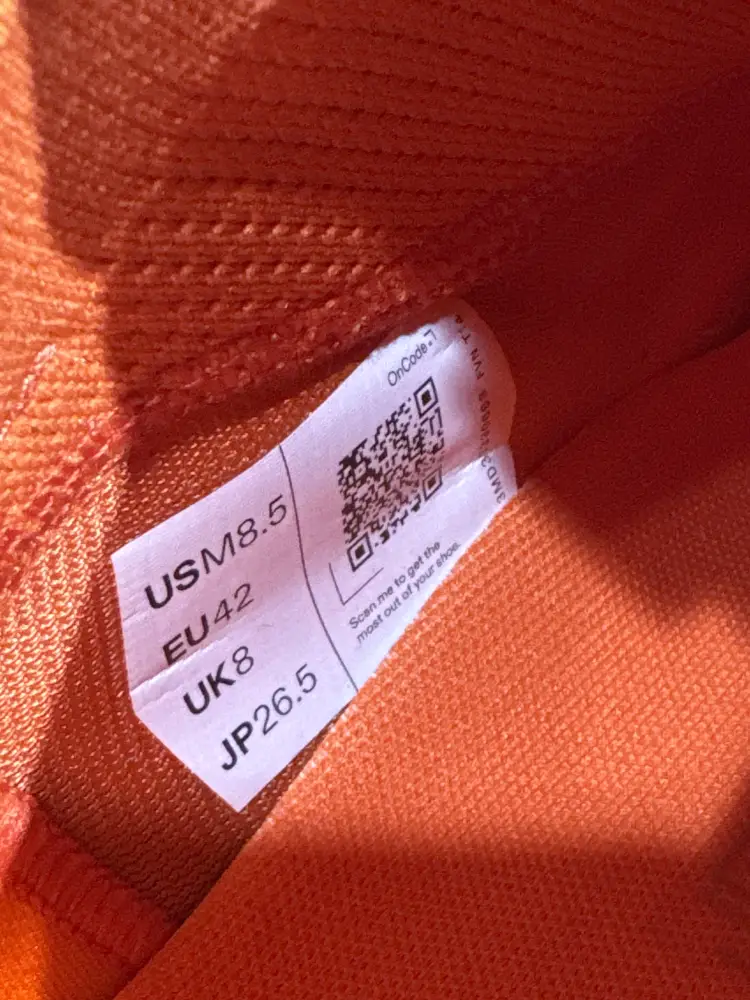 USM8.5
EU42
UK8
JP26.5
OnCode
Scan me to get the
most out of your shoe.